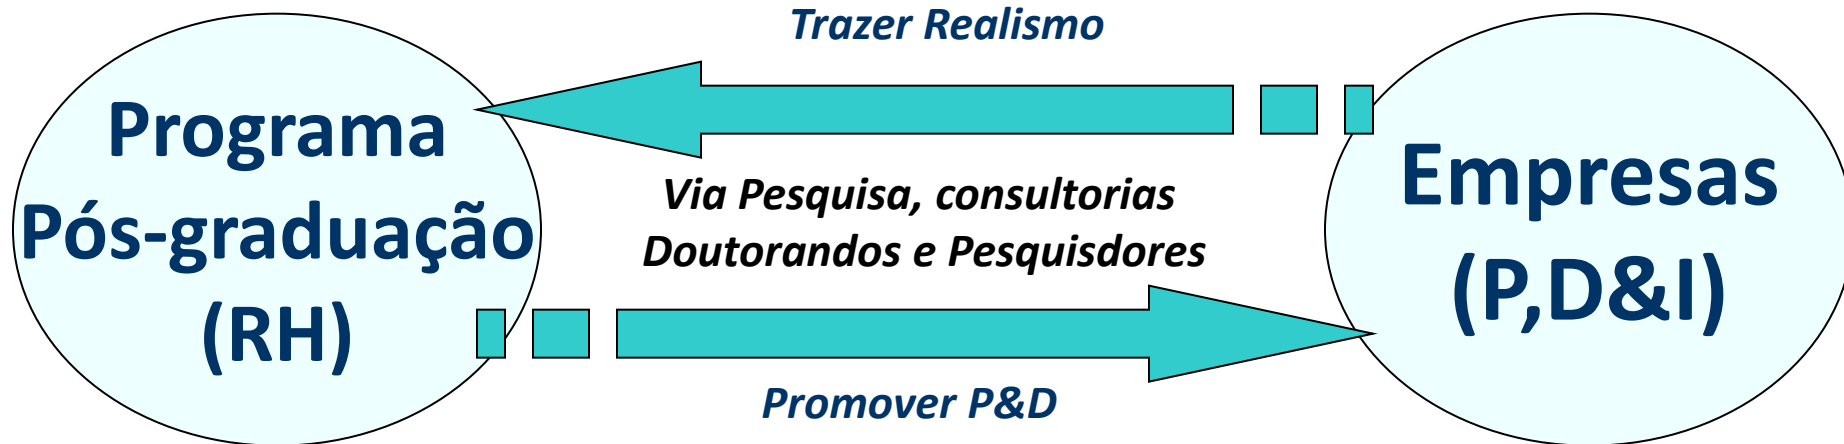 Trazer Realismo
Programa
Pós-graduação
(RH)
Via Pesquisa, consultorias
Doutorandos e Pesquisdores
Empresas
(P,D&I)
Promover P&D